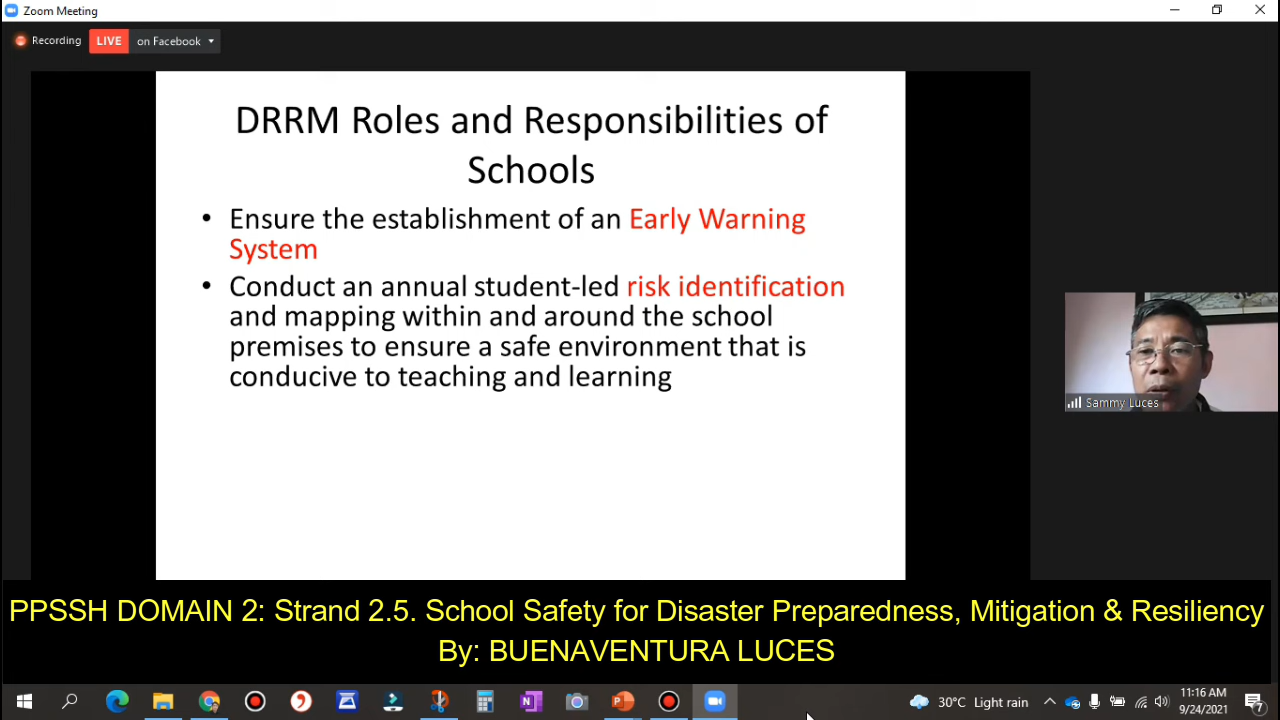 Zoom Meeting
Recording
LIVE
on Facebook
DRRM Roles and Responsibilities of
Schools
• Ensure the establishment of an Early Warning
System
• Conduct an annual student-led risk identification
and mapping within and around the school
premises to ensure a safe environment that is
conducive to teaching and learning
Sammy Luces
PPSSH DOMAIN 2: Strand 2.5. School Safety for Disaster Preparedness, Mitigation & Resiliency
By: BUENAVENTURA LUCES
30°C Light rain
11:16 AM
9/24/2021
7